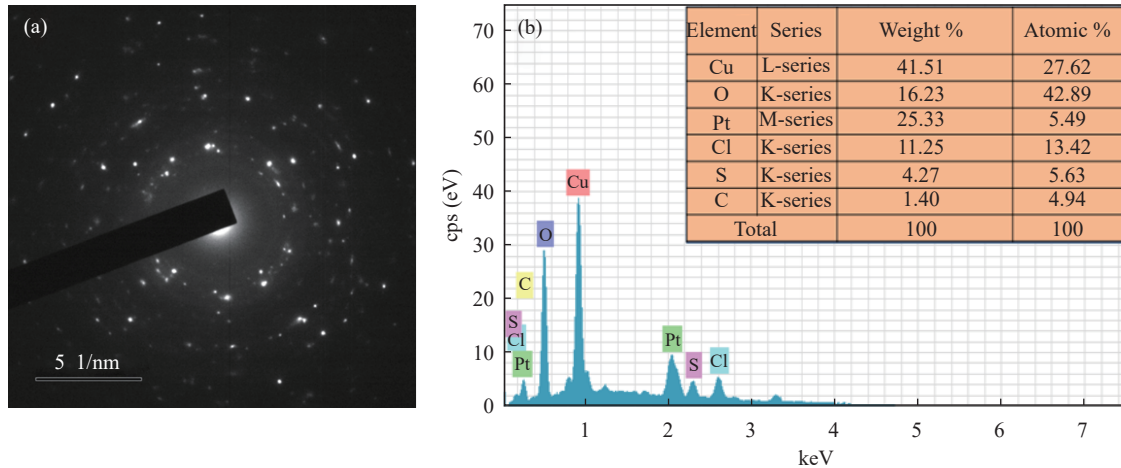 (a)
5 1/nm
(b)
cps (eV)
70
60
50
40
30
20
10
0
1 2 3 4 5 6 7
keV
S
Cl
Pt
C
O
Cu
Pt
S
Cl
Element Series Weight % Atomic %
Cu L-series 41.51 27.62
O K-series 16.23 42.89
Pt M-series 25.33 5.49
Cl K-series 11.25 13.42
S K-series 4.27 5.63
C K-series 1.40 4.94
Total 100 100